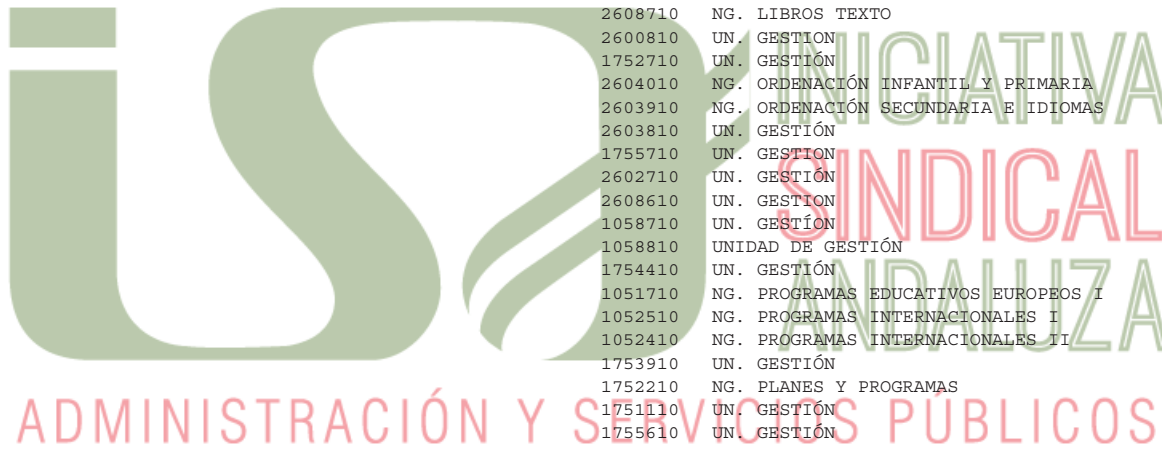 2608710 NG. LIBROS TEXTO
2600810 UN. GESTION
1752710 UN. GESTIÓN
2604010 NG. ORDENACIÓN INFANTIL Y PRIMARIA
2603910 NG. ORDENACIÓN SECUNDARIA E IDIOMAS
2603810 UN. GESTIÓN
1755710 UN. GESTION
2602710 UN. GESTIÓN
2608610 UN. GESTION
1058710 UN. GESTÍON
1058810 UNIDAD DE GESTIÓN
1754410 UN. GESTIÓN
1051710 NG. PROGRAMAS EDUCATIVOS EUROPEOS I
1052510 NG. PROGRAMAS INTERNACIONALES I
1052410 NG. PROGRAMAS INTERNACIONALES II
1753910 UN. GESTIÓN
1752210 NG. PLANES Y PROGRAMAS
1751110 UN. GESTIÓN
1755610 UN. GESTIÓN
isa
INICIATIVA
SINDICAL
ANDALUZA
ADMINISTRACIÓN Y SERVICIOS PÚBLICOS